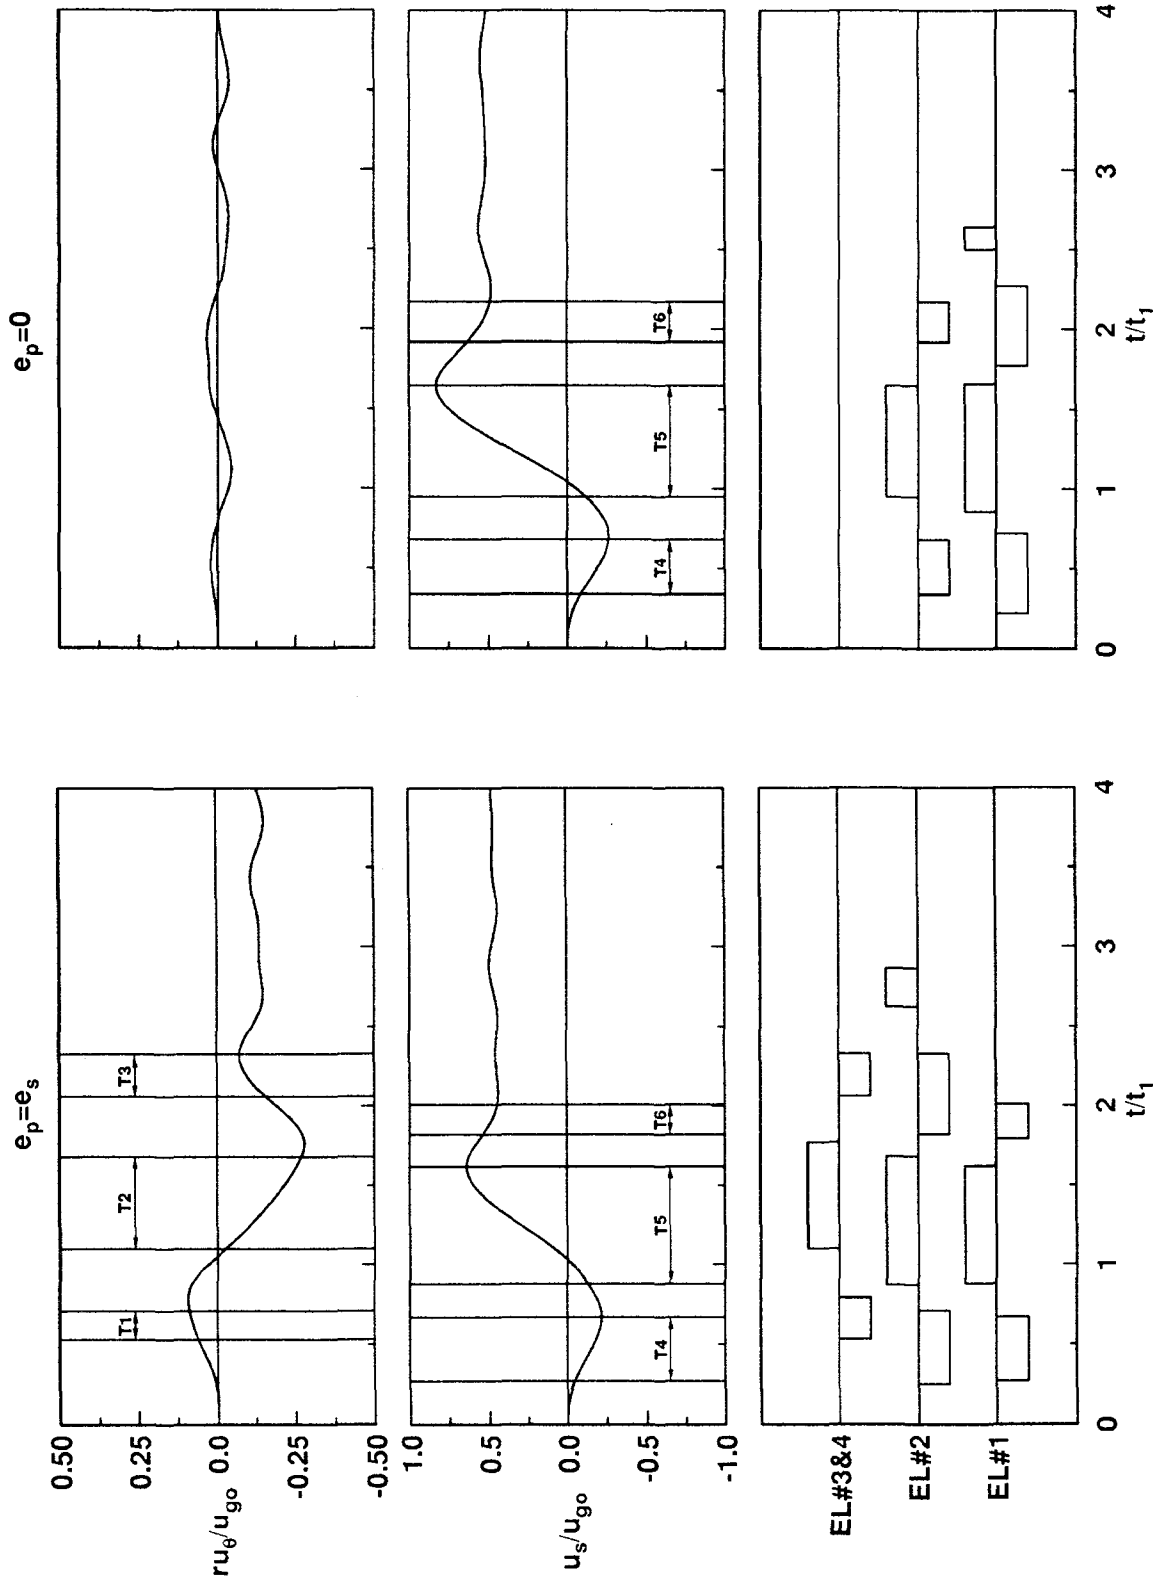 e_p=e_s
0.50
0.25
0.0
-0.25
-0.50
ru_θ/u_go
T1
T2
T3
1.0
0.5
0.0
-0.5
-1.0
u_s/u_go
T4
T5
T6
EL#3&4
EL#2
EL#1
0
1
2
3
4
t/t_1
e_p=0
T4
T5
T6
0
1
2
3
4
t/t_1